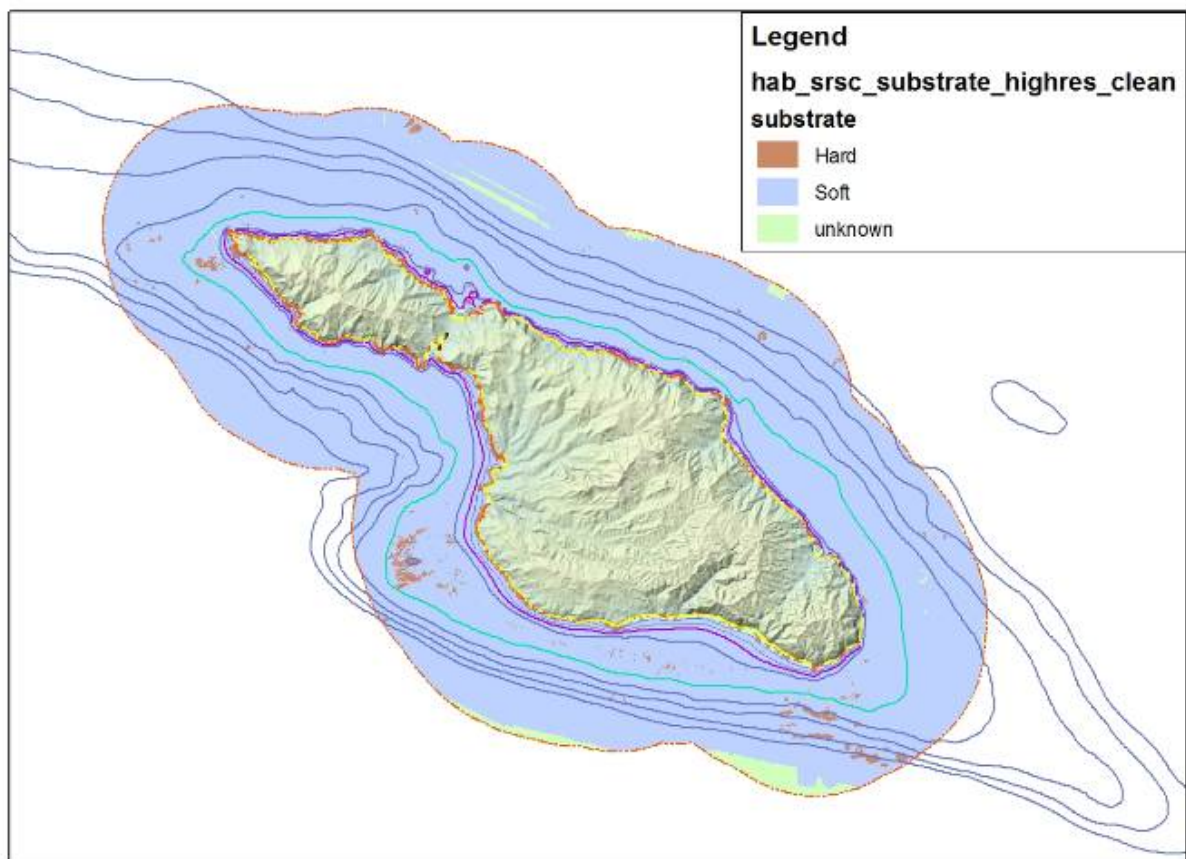 Legend
hab_srsc_substrate_highres_clean
substrate
Hard
Soft
unknown